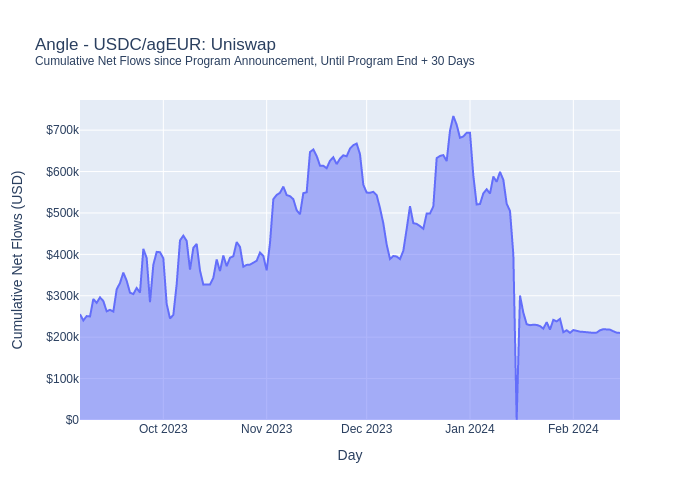 Angle - USDC/agEUR: Uniswap
Cumulative Net Flows since Program Announcement, Until Program End + 30 Days
Cumulative Net Flows (USD)
$700k
$600k
$500k
$400k
$300k
$200k
$100k
$0
Oct 2023
Nov 2023
Dec 2023
Jan 2024
Feb 2024
Day